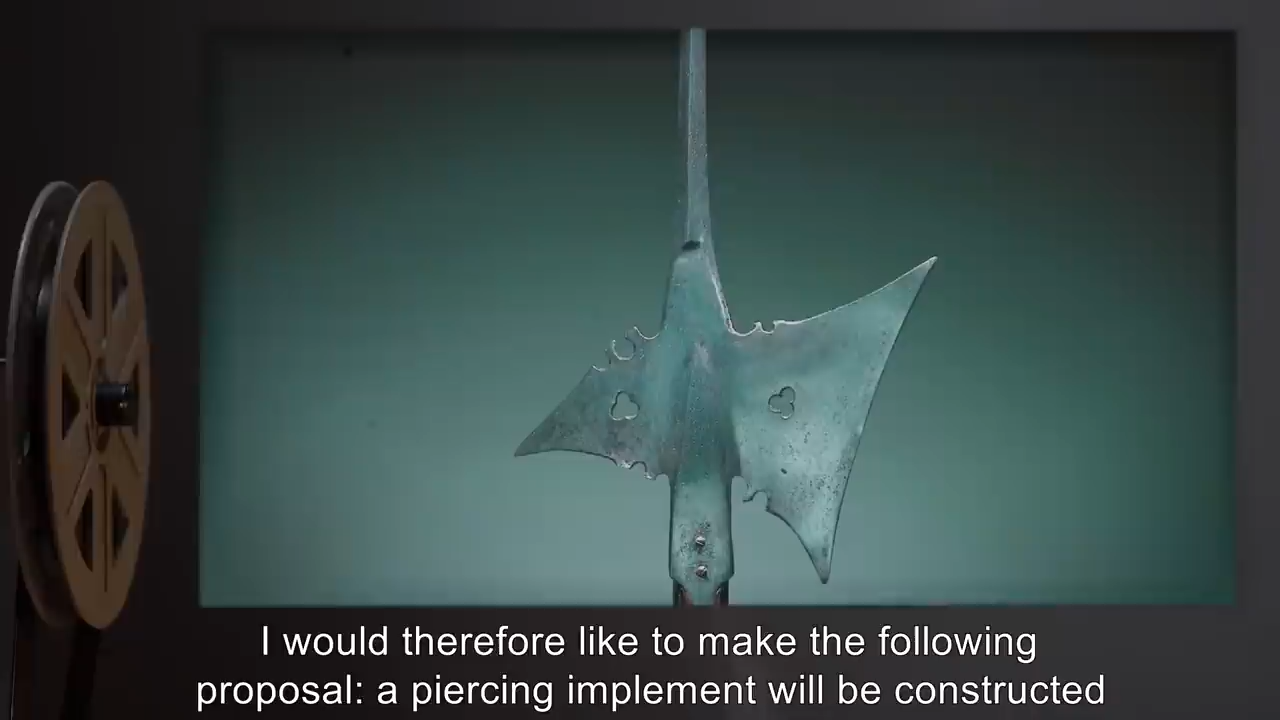 I would therefore like to make the following
proposal: a piercing implement will be constructed